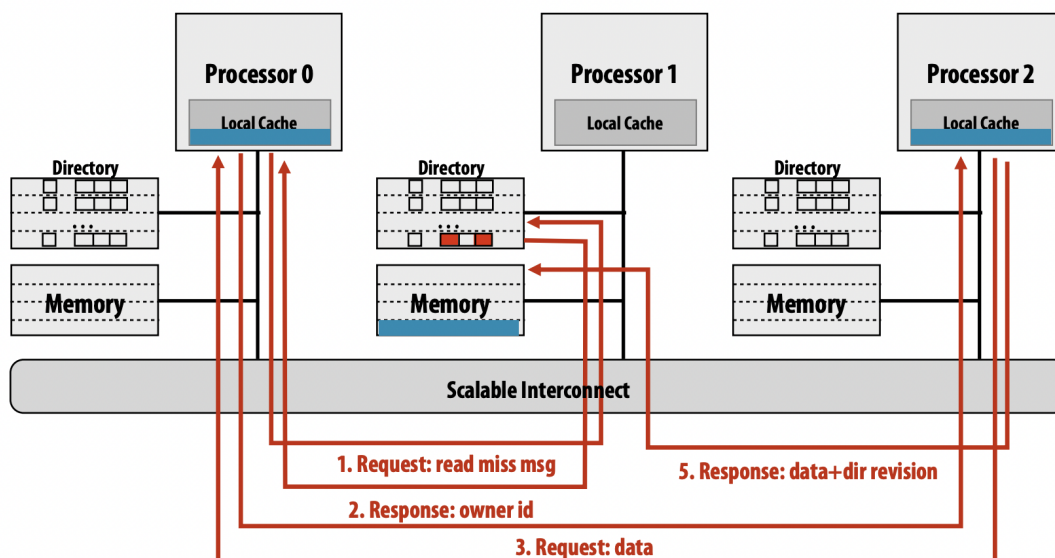 Processor 0
Processor 1
Processor 2
Local Cache
Local Cache
Local Cache
Directory
Directory
Directory
...
...
...
Memory
Memory
Memory
Scalable Interconnect
1. Request: read miss msg
5. Response: data+dir revision
2. Response: owner id
3. Request: data